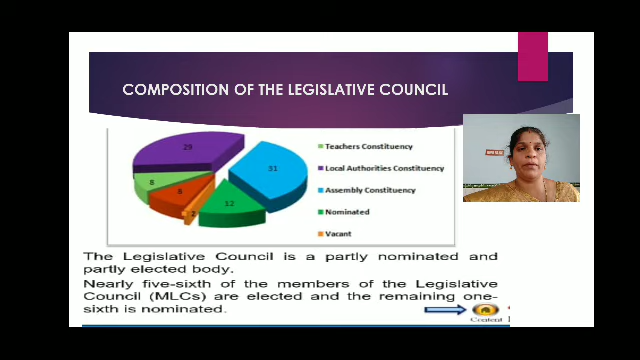 COMPOSITION OF THE LEGISLATIVE COUNCIL
29
31
8
8
2
12
Teachers Constituency
Local Authorities Constituency
Assembly Constituency
Nominated
Vacant
The Legislative Council is a partly nominated and
partly elected body.
Nearly five-sixth of the members of the Legislative
Council (MLCs) are elected and the remaining one-
sixth is nominated.
Content